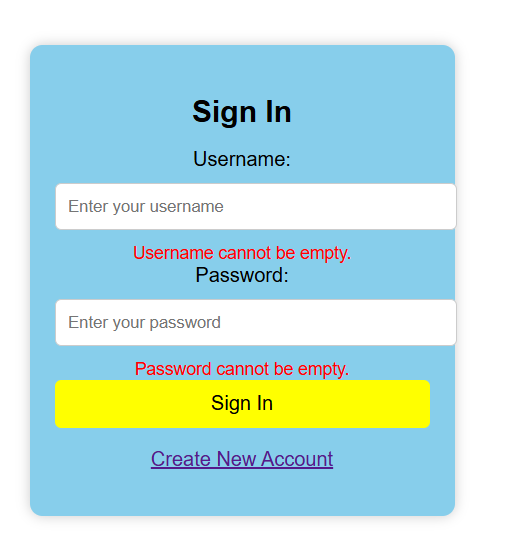 Sign In
Username:
Enter your username
Username cannot be empty.
Password:
Enter your password
Password cannot be empty.
Sign In
Create New Account